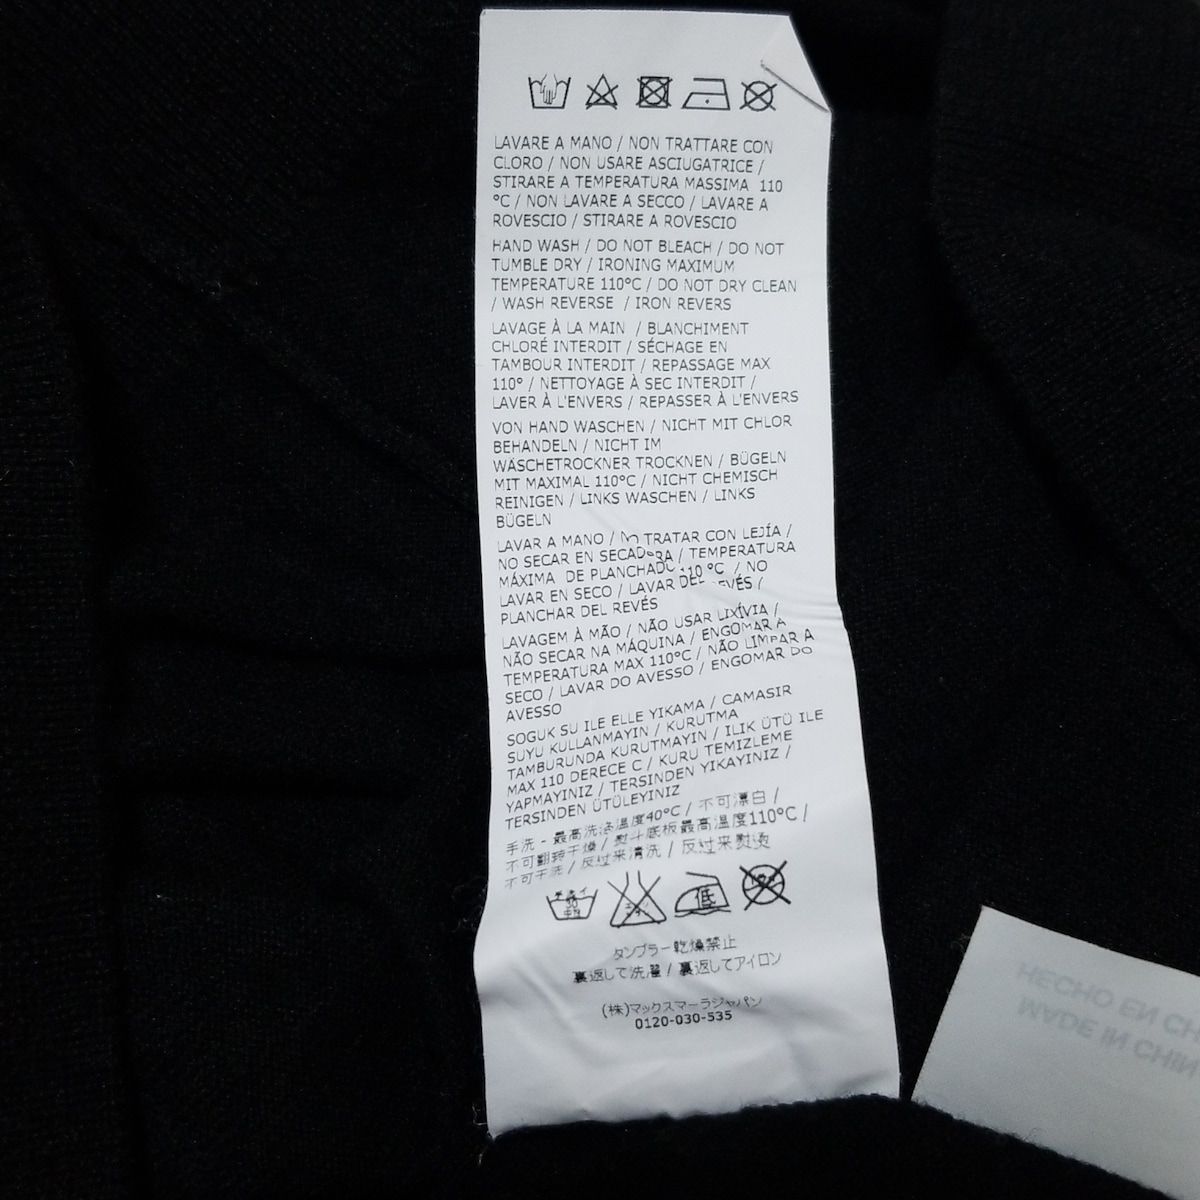 LAVARE A MANO / NON TRATTARE CON
CLORO / NON USARE ASCIUGATRICE /
STIRARE A TEMPERATURA MASSIMA 110
°C / NON LAVARE A SECCO / LAVARE A
ROVESCIO / STIRARE A ROVESCIO
HAND WASH / DO NOT BLEACH / DO NOT
TUMBLE DRY / IRONING MAXIMUM
TEMPERATURE 110°C / DO NOT DRY CLEAN
/ WASH REVERSE / IRON REVERS
LAVAGE À LA MAIN / BLANCHIMENT
CHLORÉ INTERDIT / SÉCHAGE EN
TAMBOUR INTERDIT / REPASSAGE MAX
110° / NETTOYAGE À SEC INTERDIT /
LAVER À L'ENVERS / REPASSER À L'ENVERS
VON HAND WASCHEN / NICHT MIT CHLOR
BEHANDELN / NICHT IM
WÄSCHETROCKNER TROCKNEN / BÜGELN
MIT MAXIMAL 110°C / NICHT CHEMISCH
REINIGEN / LINKS WASCHEN / LINKS
BÜGELN
LAVAR A MANO / NO TRATAR CON LEJÍA /
NO SECAR EN SECADORA / TEMPERATURA
MÁXIMA DE PLANCHADO 110 °C / NO
LAVAR EN SECO / LAVAR DEL REVÉS /
PLANCHAR DEL REVÉS
LAVAGEM À MÃO / NÃO USAR LIXÍVIA /
NÃO SECAR NA MÁQUINA / ENGOMAR A
TEMPERATURA MAX 110°C / NÃO LIMPAR A
SECO / LAVAR DO AVESSO / ENGOMAR DO
AVESSO
SOGUK SU ILE ELLE YIKAMA / CAMASIR
SUYU KULLANMAYIN / KURUTMA
TAMBURUNDA KURUTMAYIN / ILIK ÜTÜ ILE
MAX 110 DERECE C / KURU TEMIZLEME
YAPMAYINIZ / TERSINDEN YIKAYINIZ /
TERSINDEN ÜTÜLEYINIZ
手洗 - 最高洗涤温度40°C / 不可漂白 /
不可翻转干燥 / 熨斗底板最高温度110°C /
不可干洗 / 反过来清洗 / 反过来熨烫
低
タンブラー乾燥禁止
裏返して洗濯 / 裏返してアイロン
(株)マックスマーラジャパン
0120-030-535
HECHO EN CH
MADE IN CHIN